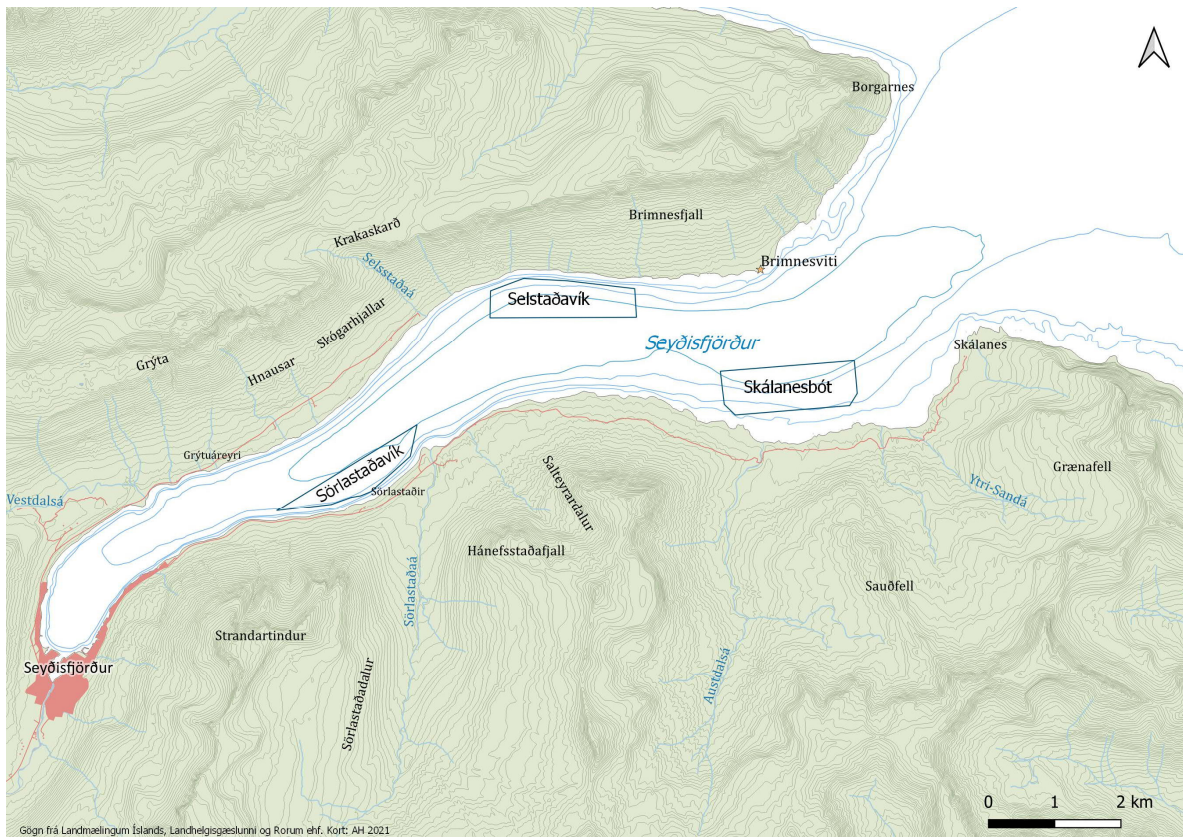 Borgarnes
Brimnesfjall
Krakaskarð
Selsstaðaá
Brimnesviti
Selstaðavík
Skógarhjallar
Seyðisfjörður
Skálanes
Grýta
Hnausar
Skálanesbót
Grýtuáreyri
Sörlastaðavík
Salteyrardalur
Grænafell
Ytri-Sandá
Vestdalsá
Sörlastaðir
Hánefsstaðafjall
Sörlastaðaá
Sauðfell
Strandartindur
Seyðisfjörður
Austdalsá
Sörlastaðadalur
0 1 2 km
Gögn frá Landmælingum Íslands, Landhelgisgæslunni og Rorum ehf. Kort: AH 2021